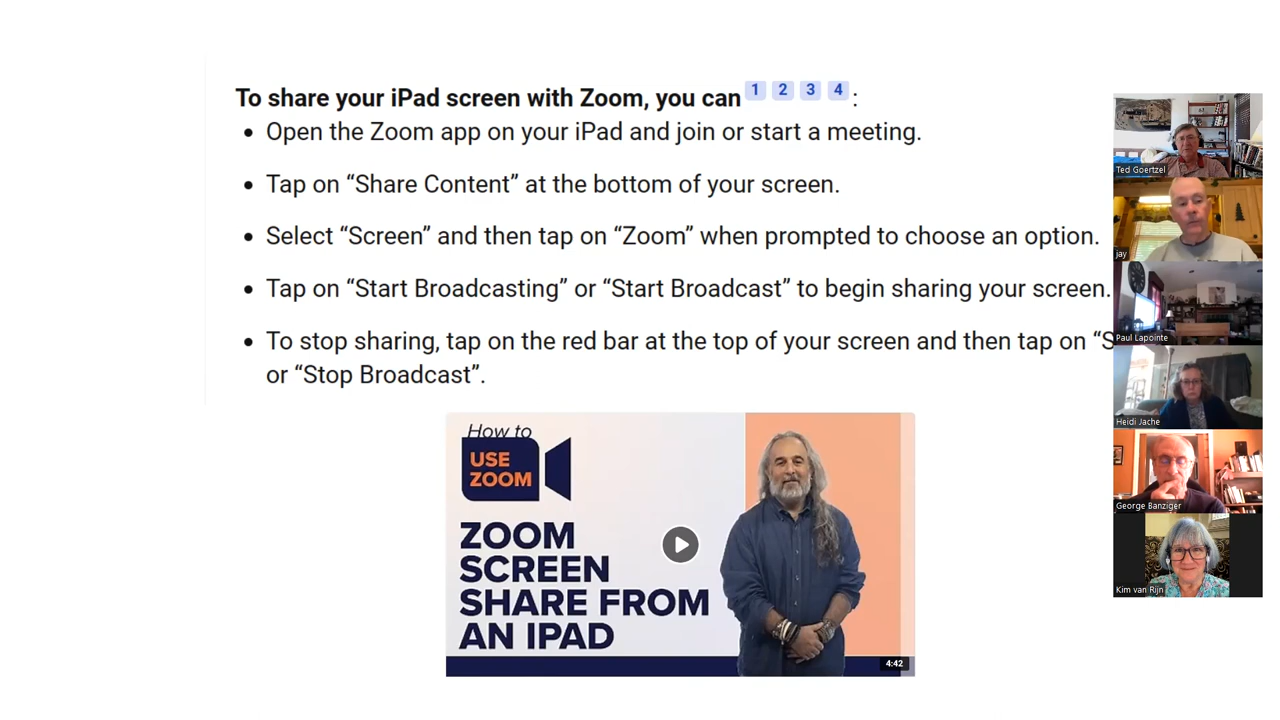 To share your iPad screen with Zoom, you can 1 2 3 4 :
• Open the Zoom app on your iPad and join or start a meeting.
• Tap on “Share Content” at the bottom of your screen.
• Select “Screen” and then tap on “Zoom” when prompted to choose an option.
• Tap on “Start Broadcasting” or “Start Broadcast” to begin sharing your screen.
• To stop sharing, tap on the red bar at the top of your screen and then tap on “S
or “Stop Broadcast”.
How to
USE
ZOOM
ZOOM
SCREEN
SHARE FROM
AN IPAD
4:42
Ted Goertzel
jay
Paul Lapointe
Heidi Jache
George Banziger
Kim van Rijn